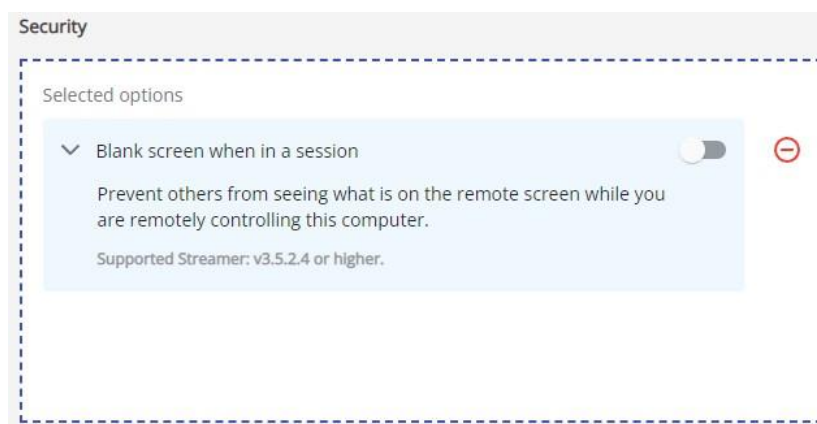 Security
Selected options
Blank screen when in a session
Prevent others from seeing what is on the remote screen while you
are remotely controlling this computer.
Supported Streamer: v3.5.2.4 or higher.